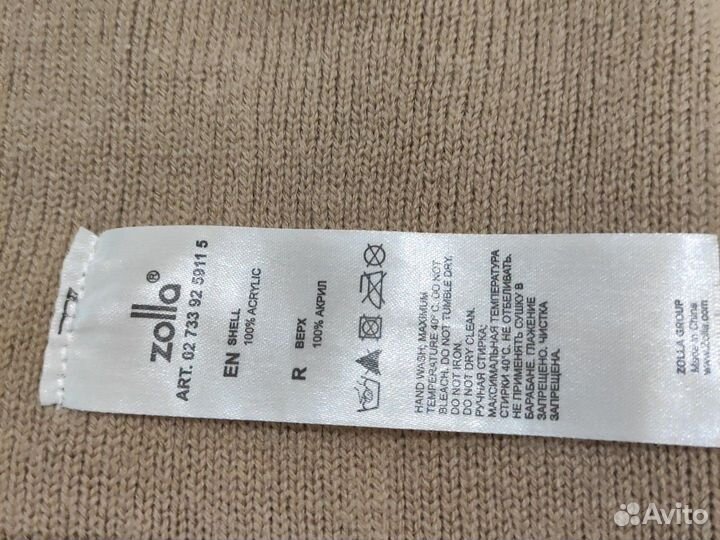 zolla®
ART. 02 733 92 5911 5
EN SHELL
100% ACRYLIC
R ВЕРХ
100% АКРИЛ
HAND WASH; MAXIMUM
TEMPERATURE 40° C; DO NOT
BLEACH. DO NOT TUMBLE DRY.
DO NOT IRON.
DO NOT DRY CLEAN.
РУЧНАЯ СТИРКА;
МАКСИМАЛЬНАЯ ТЕМПЕРАТУРА
СТИРКИ 40°C. НЕ ОТБЕЛИВАТЬ.
НЕ ПРИМЕНЯТЬ СУШКУ В
БАРАБАНЕ. ГЛАЖЕНИЕ
ЗАПРЕЩЕНО. ЧИСТКА
ЗАПРЕЩЕНА.
ZOLLA GROUP
Made in China
www.Zolla.com
Avito